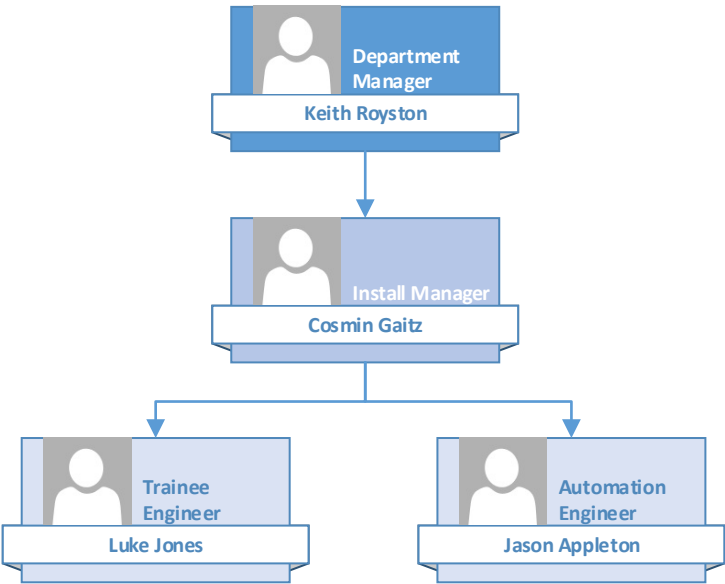 Department
Manager
Keith Royston
Install Manager
Cosmin Gaitz
Trainee
Engineer
Luke Jones
Automation
Engineer
Jason Appleton